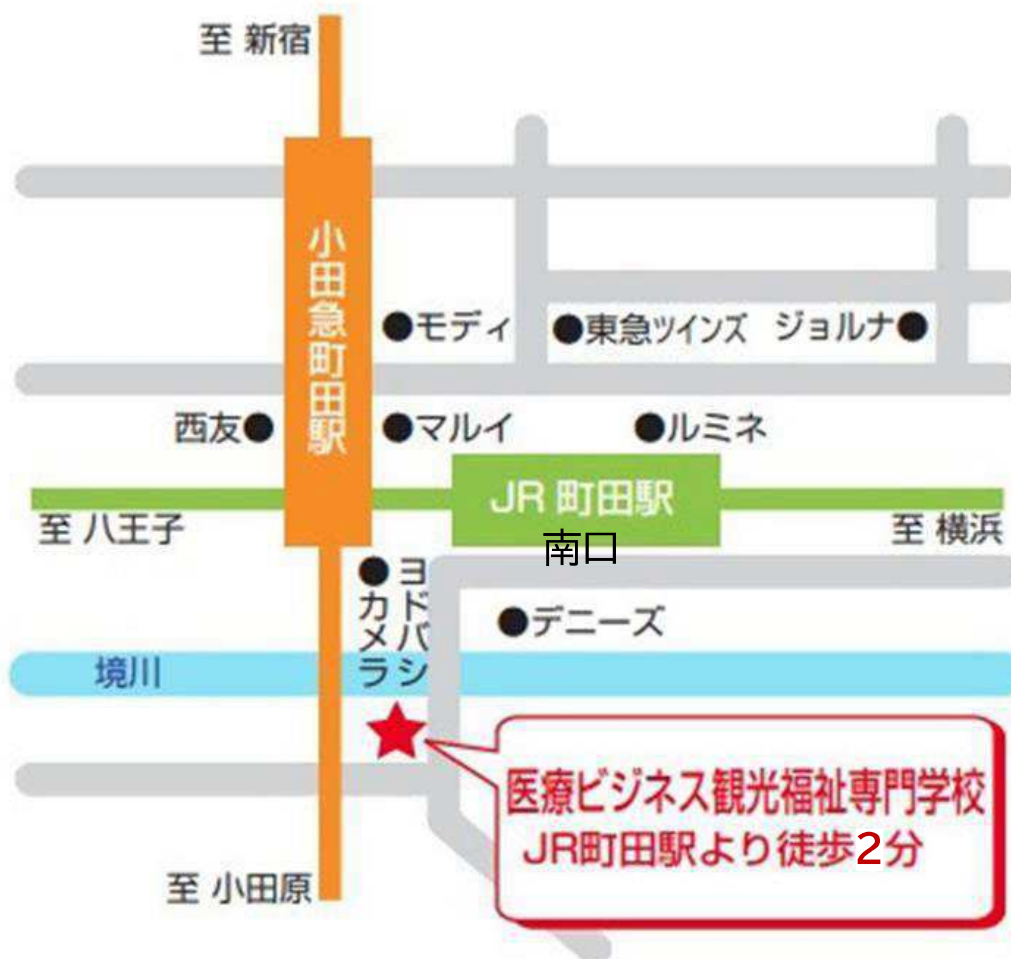 至 新宿
小田急町田駅
●モディ
●東急ツインズ
ジョルナ●
西友●
●マルイ
●ルミネ
JR 町田駅
南口
至 八王子
至 横浜
●ヨドバシ
カメラ
●デニーズ
境川
医療ビジネス観光福祉専門学校
JR町田駅より徒歩2分
至 小田原